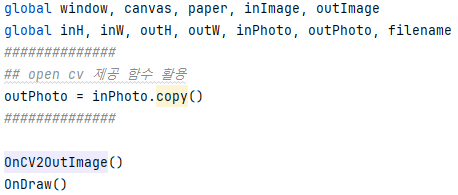 global window, canvas, paper, inImage, outImage
global inH, inW, outH, outW, inPhoto, outPhoto, filename
##############
## open cv 제공 함수 활용
outPhoto = inPhoto.copy()
##############
OnCV2OutImage()
OnDraw()